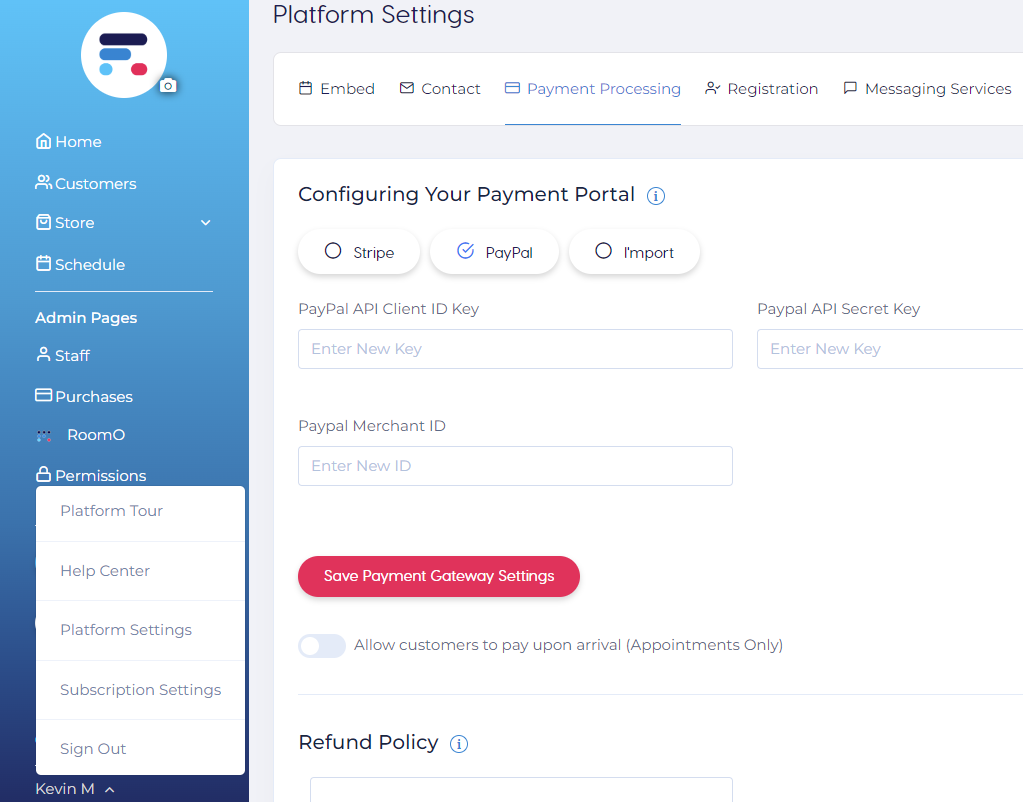 Home
Customers
Store
Schedule
Admin Pages
Staff
Purchases
RoomO
Permissions
Platform Tour
Help Center
Platform Settings
Subscription Settings
Sign Out
Kevin M
Platform Settings
Embed Contact Payment Processing Registration Messaging Services
Configuring Your Payment Portal
Stripe PayPal I'mport
PayPal API Client ID Key Paypal API Secret Key
Enter New Key Enter New Key
Paypal Merchant ID
Enter New ID
Save Payment Gateway Settings
Allow customers to pay upon arrival (Appointments Only)
Refund Policy